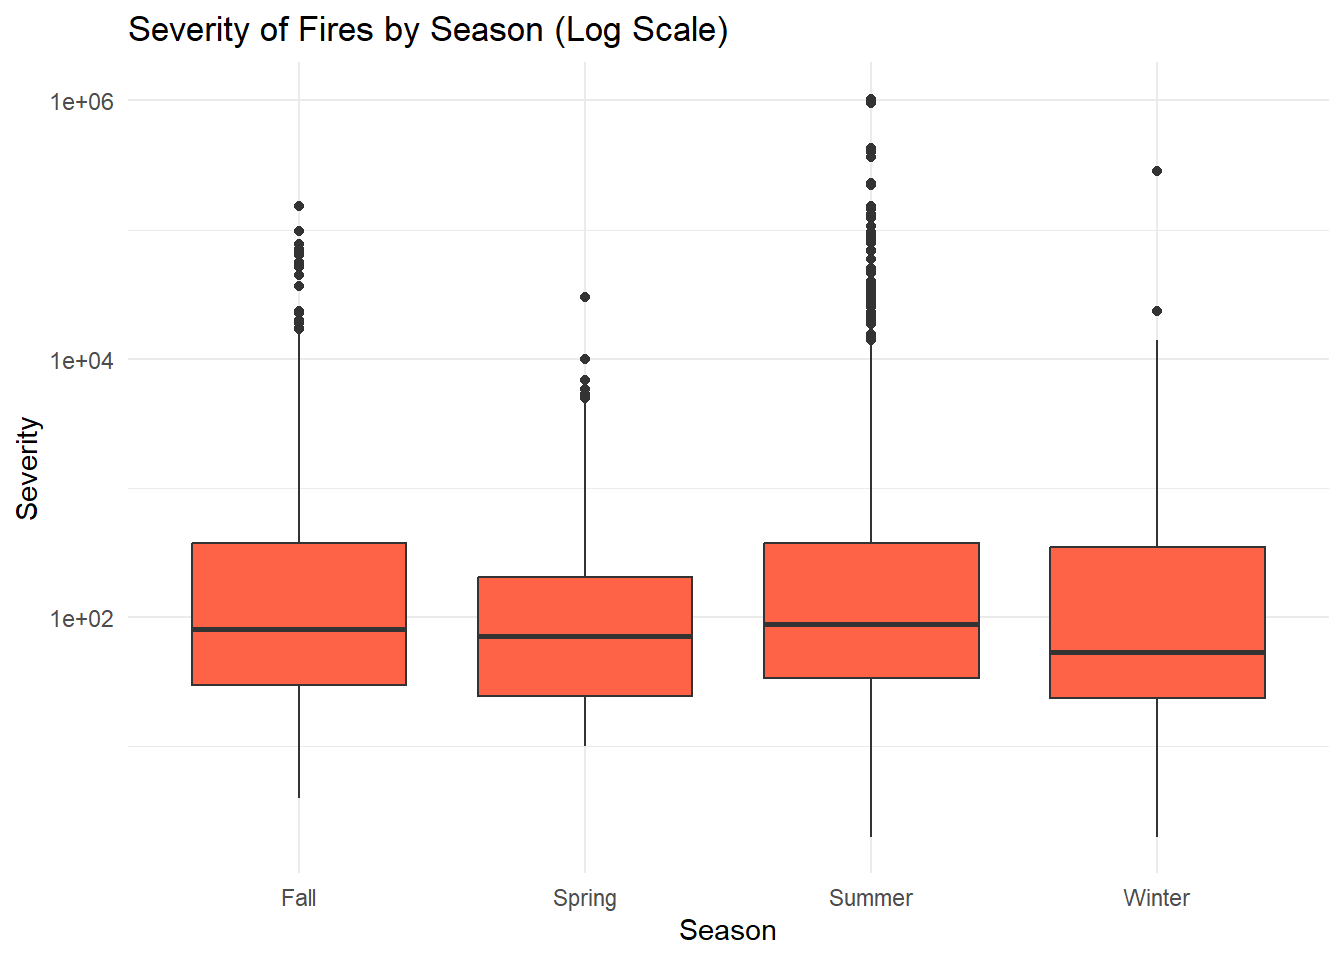 Severity of Fires by Season (Log Scale)
1e+06
1e+04
1e+02
Severity
Fall
Spring
Summer
Winter
Season